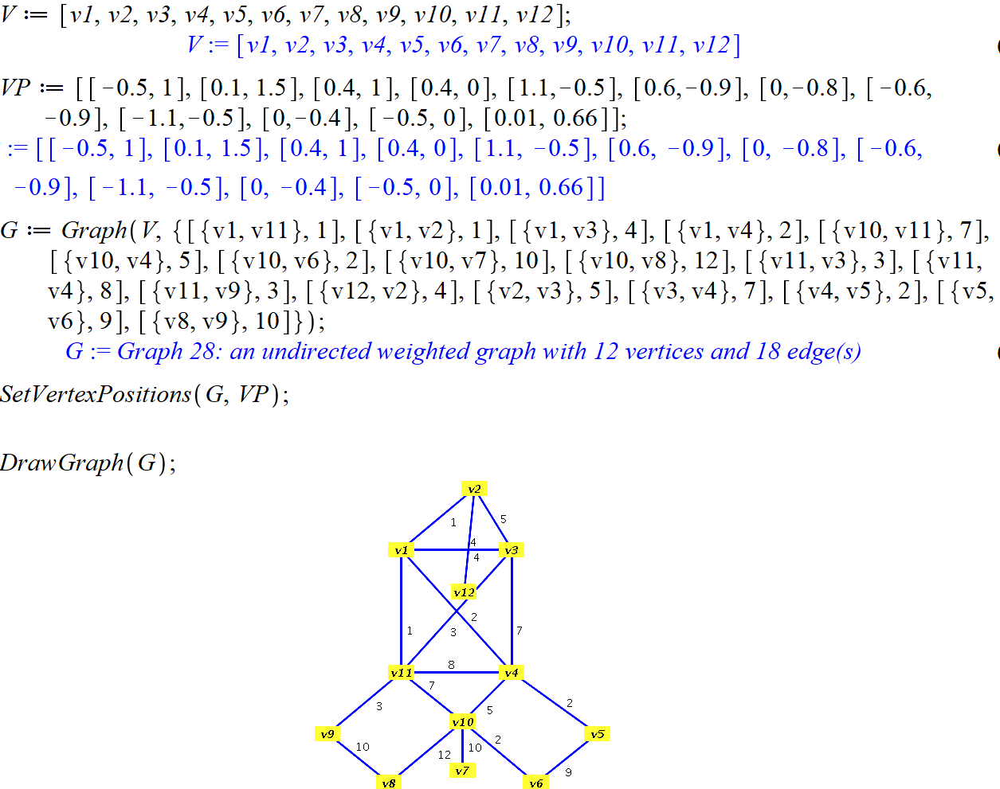 V := [v1, v2, v3, v4, v5, v6, v7, v8, v9, v10, v11, v12];
V := [v1, v2, v3, v4, v5, v6, v7, v8, v9, v10, v11, v12]
VP := [[-0.5, 1], [0.1, 1.5], [0.4, 1], [0.4, 0], [1.1,-0.5], [0.6,-0.9], [0,-0.8], [-0.6,
-0.9], [-1.1,-0.5], [0,-0.4], [-0.5, 0], [0.01, 0.66]];
:= [[-0.5, 1], [0.1, 1.5], [0.4, 1], [0.4, 0], [1.1, -0.5], [0.6, -0.9], [0, -0.8], [-0.6,
-0.9], [-1.1, -0.5], [0, -0.4], [-0.5, 0], [0.01, 0.66]]
G := Graph(V, {[{v1, v11}, 1], [{v1, v2}, 1], [{v1, v3}, 4], [{v1, v4}, 2], [{v10, v11}, 7],
[{v10, v4}, 5], [{v10, v6}, 2], [{v10, v7}, 10], [{v10, v8}, 12], [{v11, v3}, 3], [{v11,
v4}, 8], [{v11, v9}, 3], [{v12, v2}, 4], [{v2, v3}, 5], [{v3, v4}, 7], [{v4, v5}, 2], [{v5,
v6}, 9], [{v8, v9}, 10]});
G := Graph 28: an undirected weighted graph with 12 vertices and 18 edge(s)
SetVertexPositions(G, VP);
DrawGraph(G);
v2
1
5
4
v1
v3
4
v12
2
1
3
7
8
v11
v4
7
3
5
2
v10
v9
v5
2
10
12
10
v7
9
v8
v6